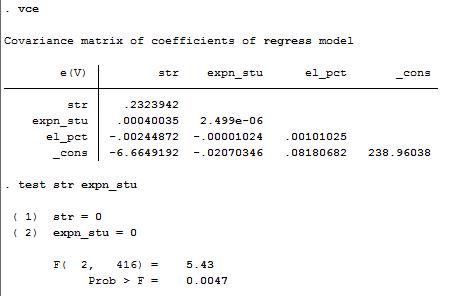 . vce
Covariance matrix of coefficients of regress model
e(V) str expn_stu el_pct _cons
str .2323942
expn_stu .00040035 2.499e-06
el_pct -.00244872 -.00001024 .00101025
_cons -6.6649192 -.02070346 .08180682 238.96038
. test str expn_stu
( 1) str = 0
( 2) expn_stu = 0
F( 2, 416) = 5.43
Prob > F = 0.0047